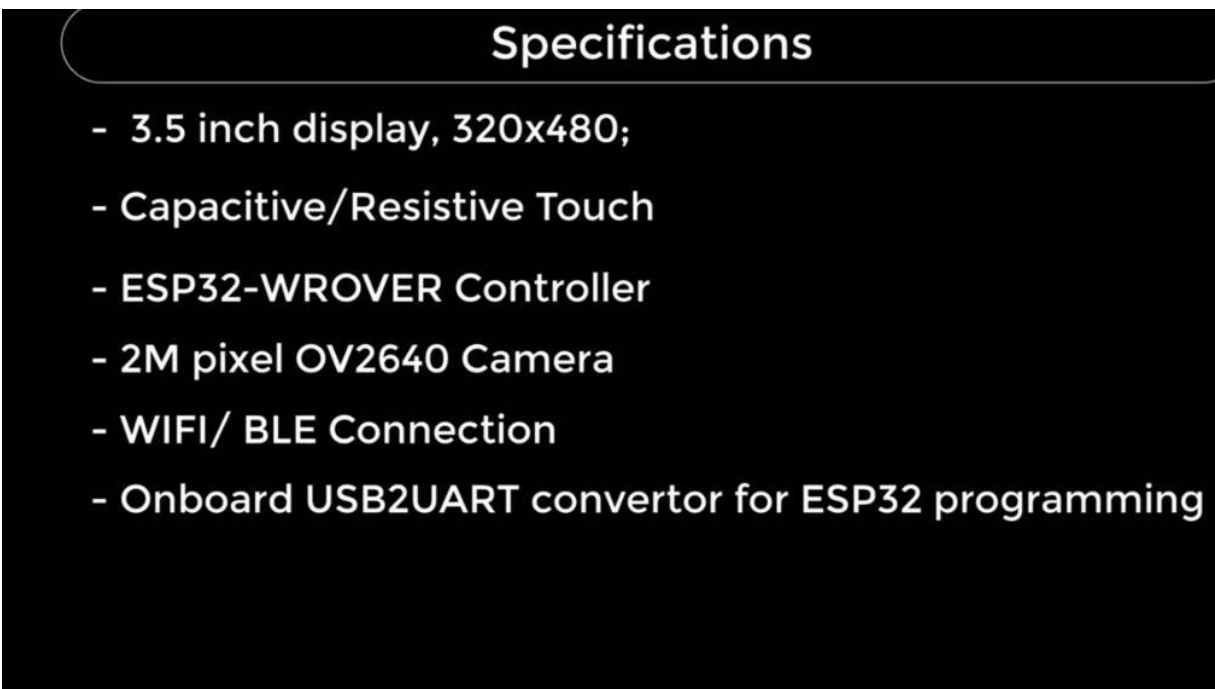 Specifications
- 3.5 inch display, 320x480;
- Capacitive/Resistive Touch
- ESP32-WROVER Controller
- 2M pixel OV2640 Camera
- WIFI/ BLE Connection
- Onboard USB2UART convertor for ESP32 programming